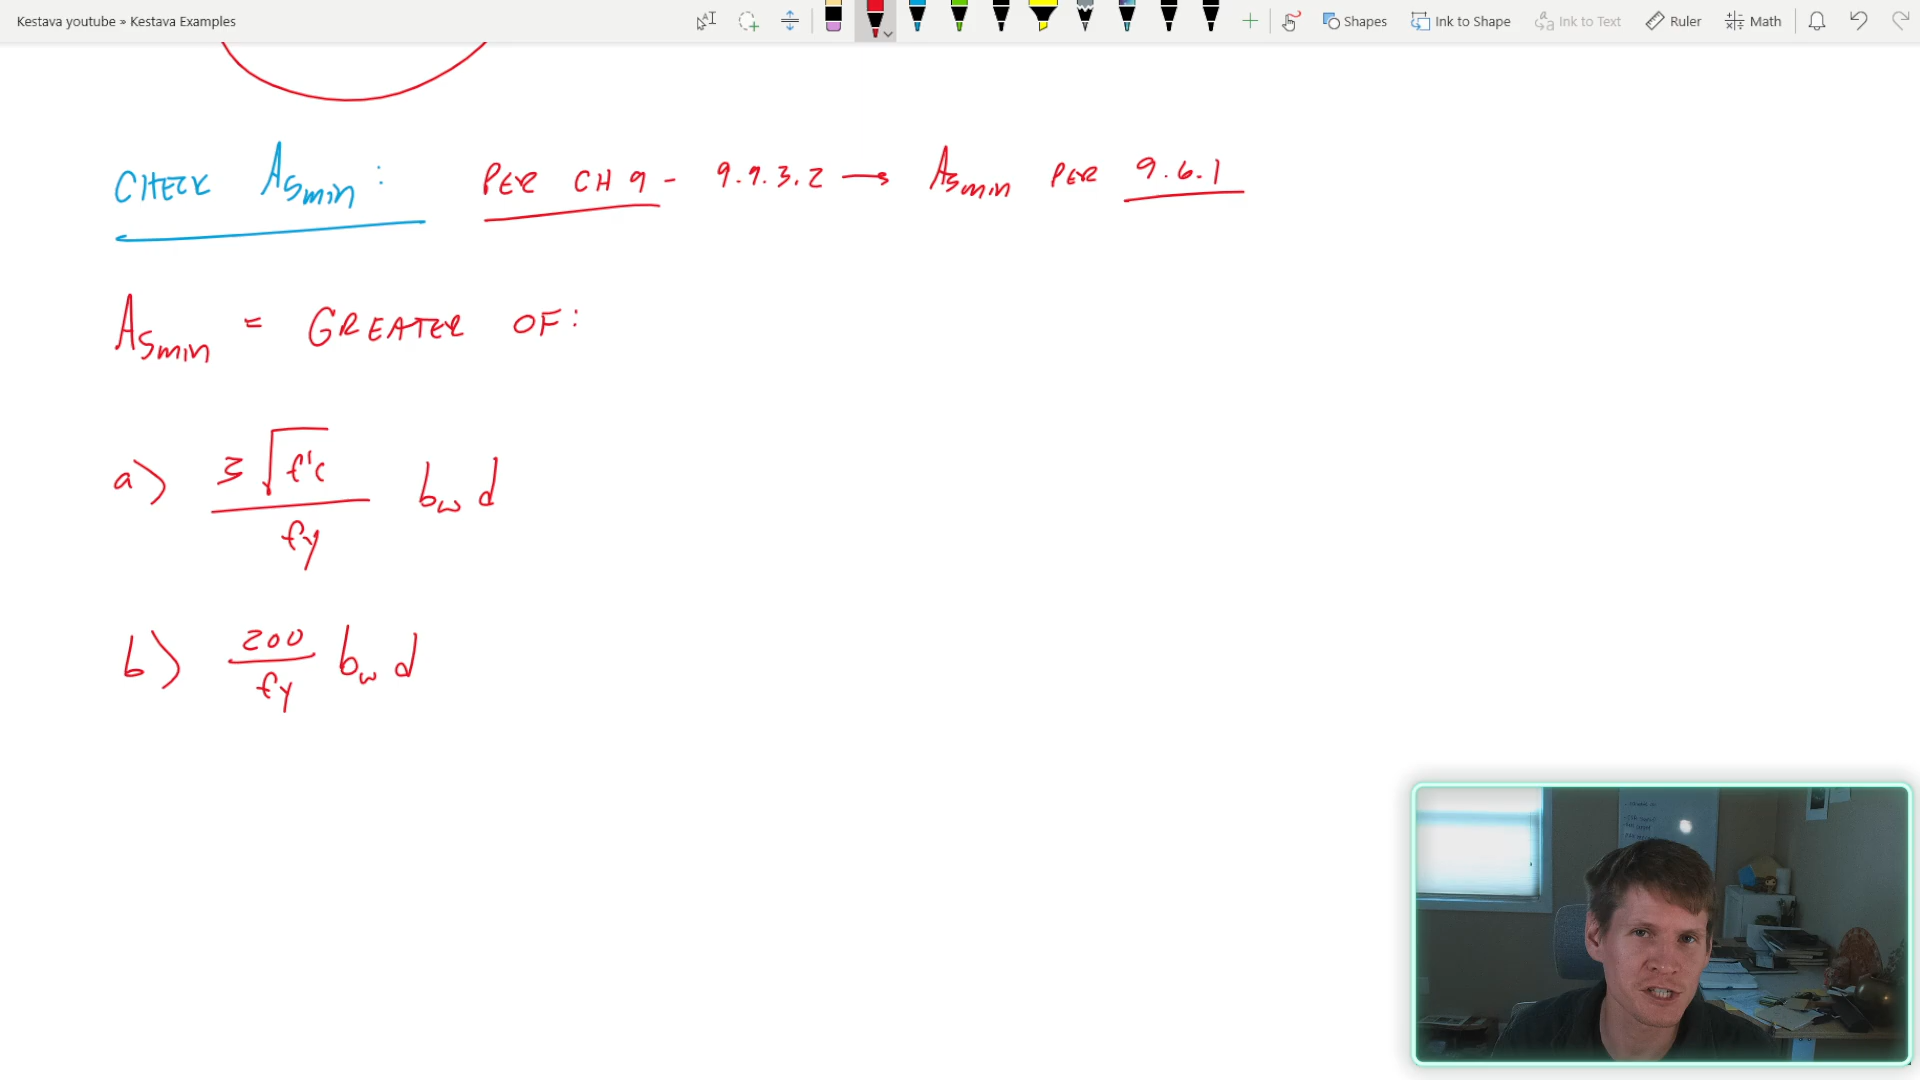 Kestava youtube » Kestava Examples
Shapes Ink to Shape Ink to Text Ruler Math
CHECK Asmin: PER CH 9 - 9.9.3.2 → Asmin PER 9.6.1
Asmin = GREATER OF:
a) 3√f'c / fy bw d
b) 200 / fy bw d